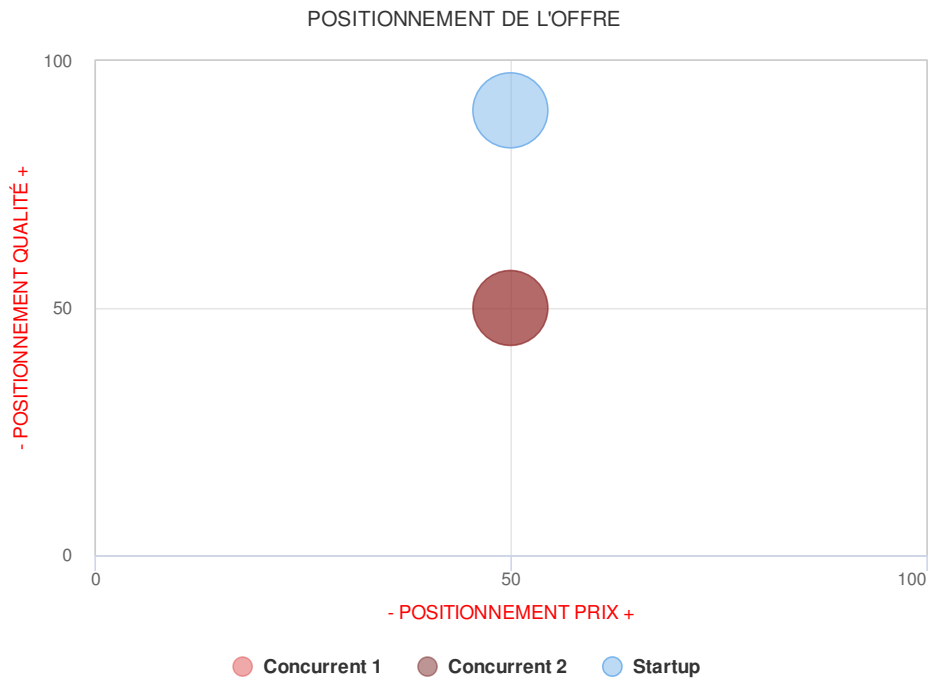 POSITIONNEMENT DE L'OFFRE
100
50
0
- POSITIONNEMENT QUALITÉ +
0
50
100
- POSITIONNEMENT PRIX +
Concurrent 1
Concurrent 2
Startup